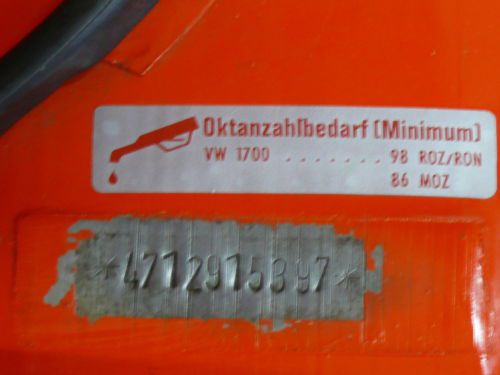 Oktanzahlbedarf (Minimum)
VW 1700 ....... 98 ROZ/RON
86 MOZ
*4712915397*